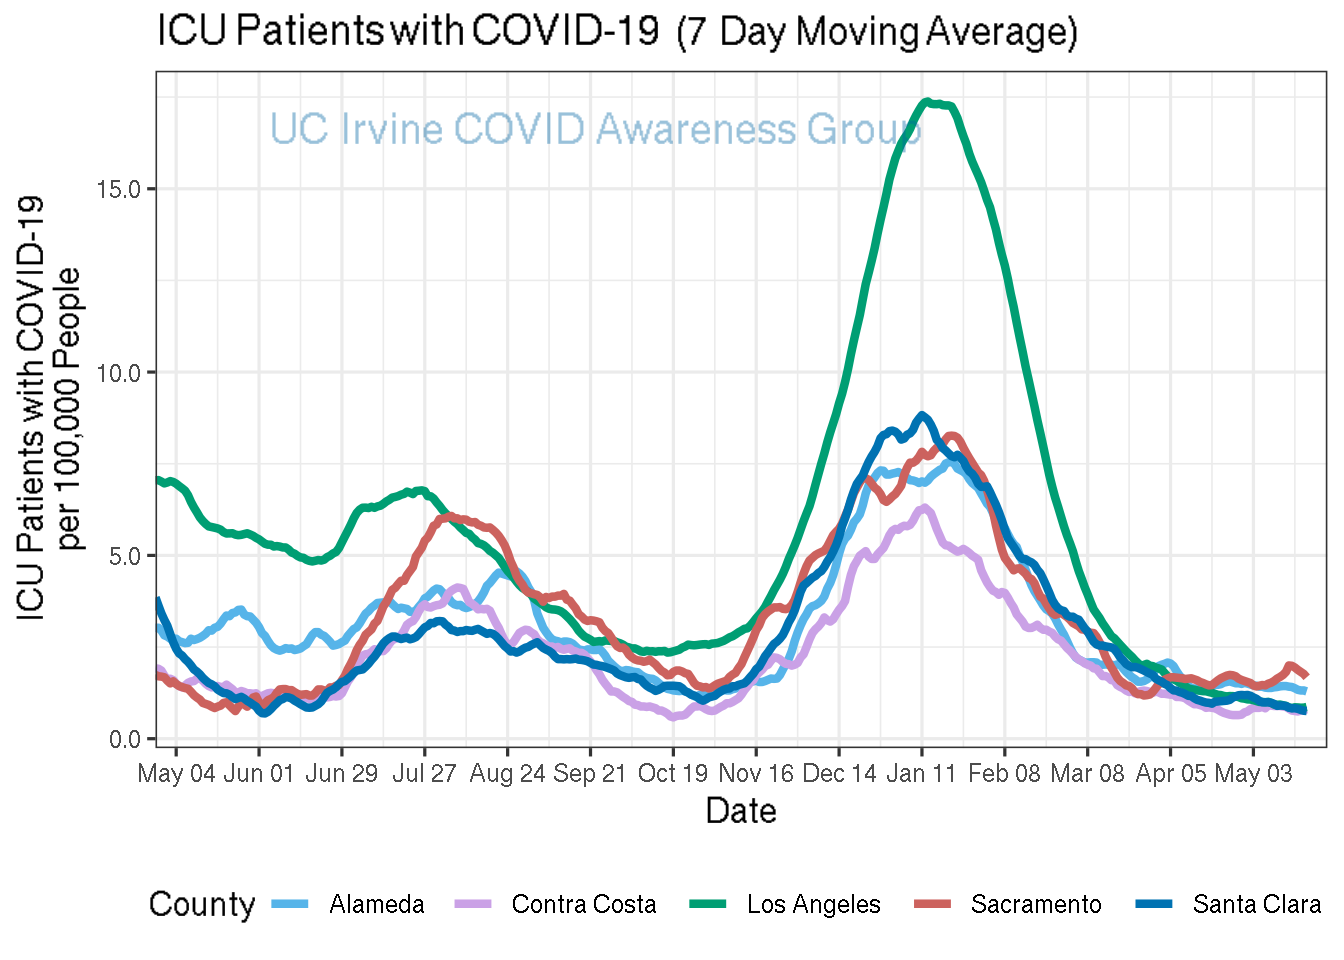 ICU Patients with COVID-19 (7 Day Moving Average)
UC Irvine COVID Awareness Group
ICU Patients with COVID-19
per 100,000 People
15.0
10.0
5.0
0.0
May 04 Jun 01 Jun 29 Jul 27 Aug 24 Sep 21 Oct 19 Nov 16 Dec 14 Jan 11 Feb 08 Mar 08 Apr 05 May 03
Date
County Alameda Contra Costa Los Angeles Sacramento Santa Clara